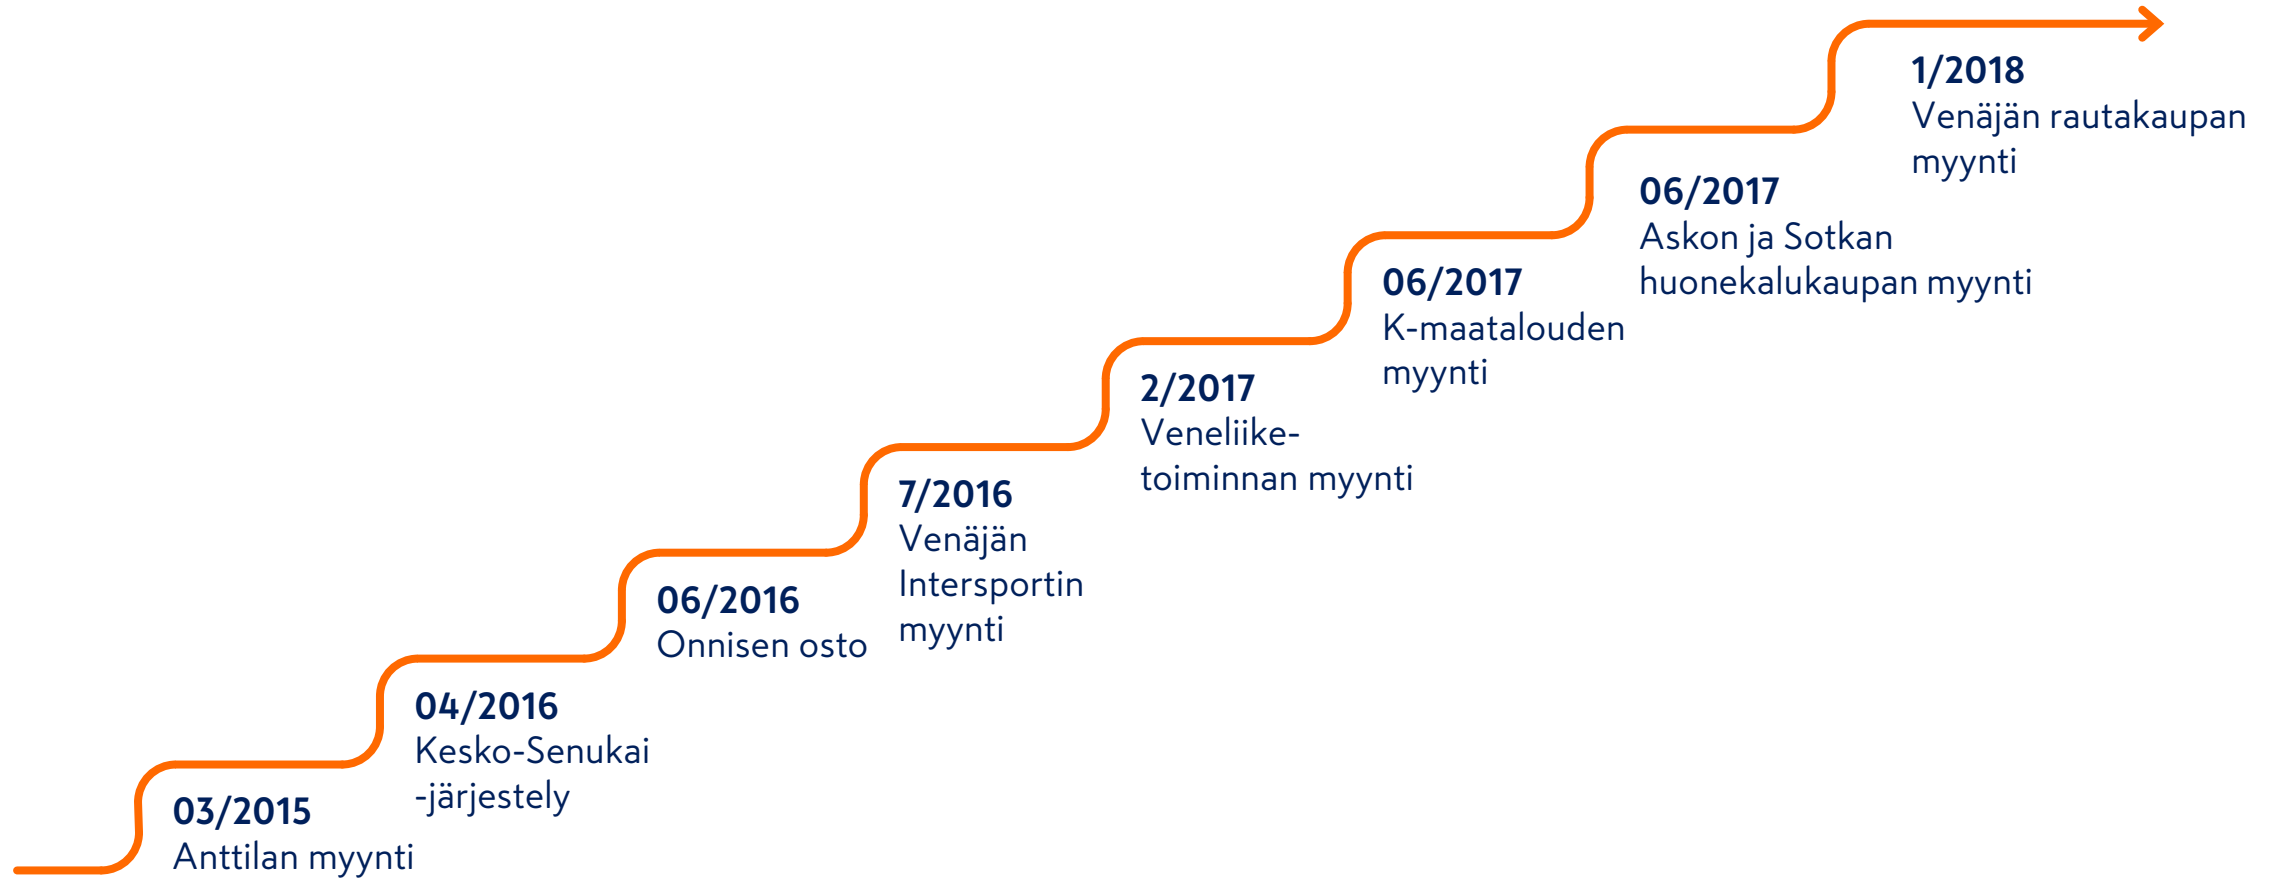 03/2015
Anttilan myynti
04/2016
Kesko-Senukai
-järjestely
06/2016
Onnisen osto
7/2016
Venäjän
Intersportin
myynti
2/2017
Veneliike-
toiminnan myynti
06/2017
K-maatalouden
myynti
06/2017
Askon ja Sotkan
huonekalukaupan myynti
1/2018
Venäjän rautakaupan
myynti